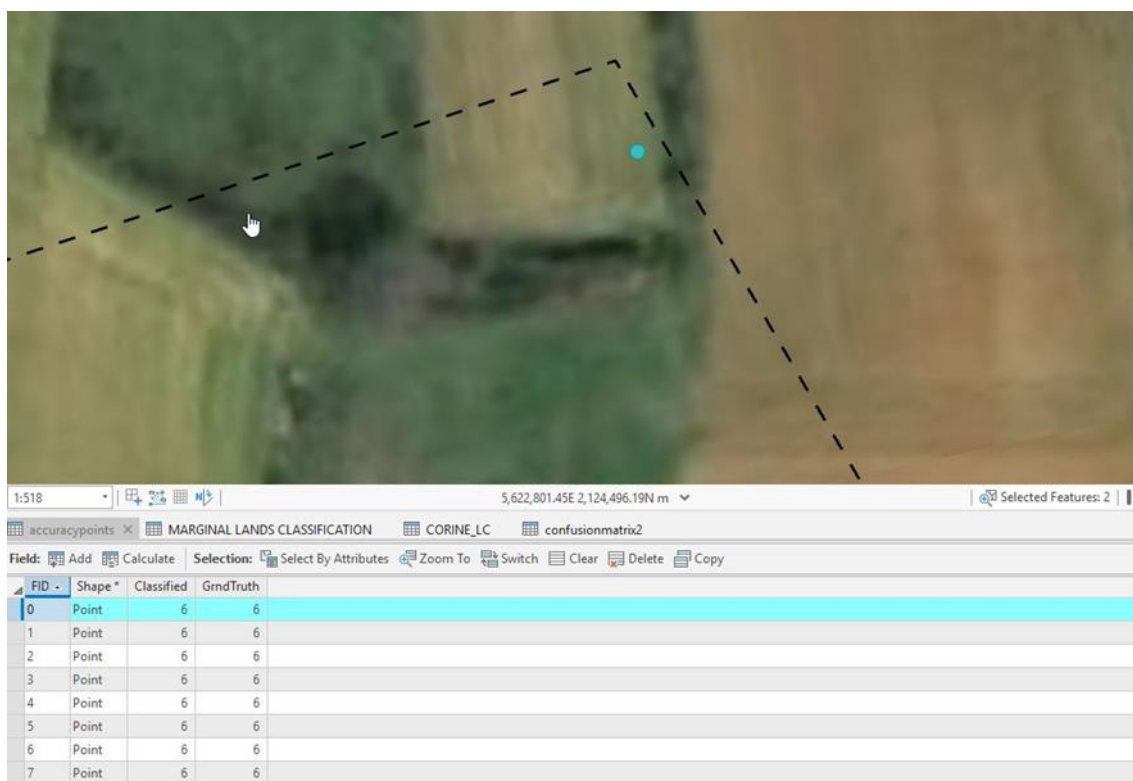 1:518 5,622,801.45E 2,124,496.19N m Selected Features: 2
accuracypoints MARGINAL LANDS CLASSIFICATION CORINE_LC confusionmatrix2
Field: Add Calculate Selection: Select By Attributes Zoom To Switch Clear Delete Copy
FID Shape * Classified GrndTruth
0 Point 6 6
1 Point 6 6
2 Point 6 6
3 Point 6 6
4 Point 6 6
5 Point 6 6
6 Point 6 6
7 Point 6 6